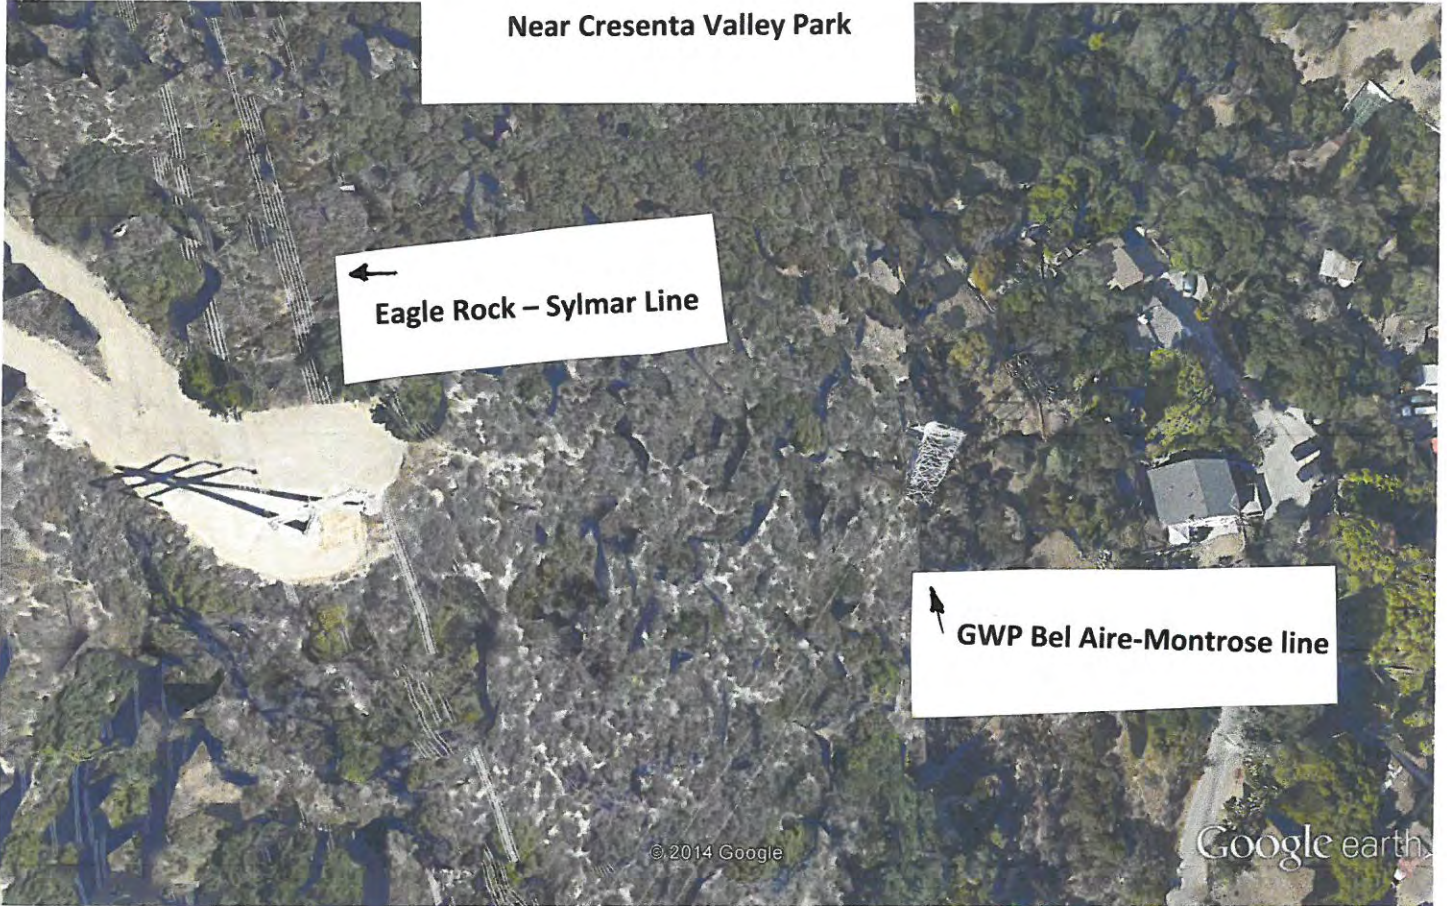 Near Cresenta Valley Park
Eagle Rock – Sylmar Line
GWP Bel Aire-Montrose line
© 2014 Google
Google earth